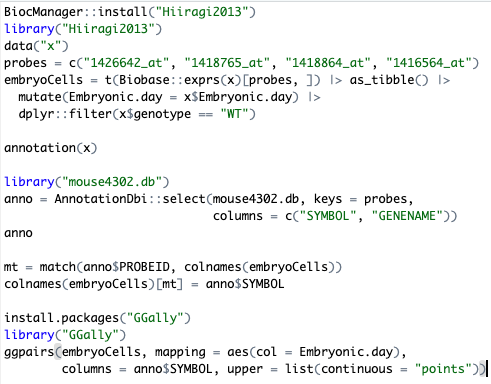 BiocManager::install("Hiiragi2013")
library("Hiiragi2013")
data("x")
probes = c("1426642_at", "1418765_at", "1418864_at", "1416564_at")
embryoCells = t(Biobase::exprs(x)[probes, ]) |> as_tibble() |>
  mutate(Embryonic.day = x$Embryonic.day) |>
  dplyr::filter(x$genotype == "WT")

annotation(x)

library("mouse4302.db")
anno = AnnotationDbi::select(mouse4302.db, keys = probes,
                             columns = c("SYMBOL", "GENENAME"))
anno

mt = match(anno$PROBEID, colnames(embryoCells))
colnames(embryoCells)[mt] = anno$SYMBOL

install.packages("GGally")
library("GGally")
ggpairs(embryoCells, mapping = aes(col = Embryonic.day),
        columns = anno$SYMBOL, upper = list(continuous = "points"))